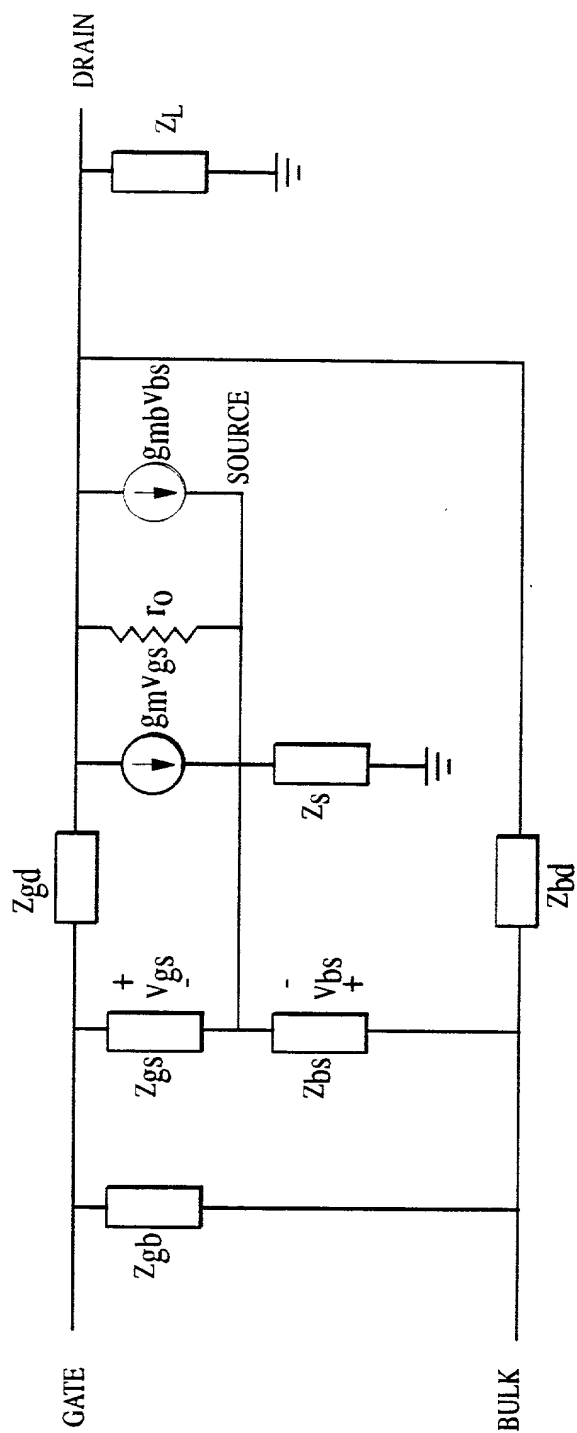 GATE
DRAIN
Zgd
Zgb
Zgs
+
vgs
-
gmvgs
ro
gmbvbs
ZL
SOURCE
Zbs
-
vbs
+
Zs
Zbd
BULK